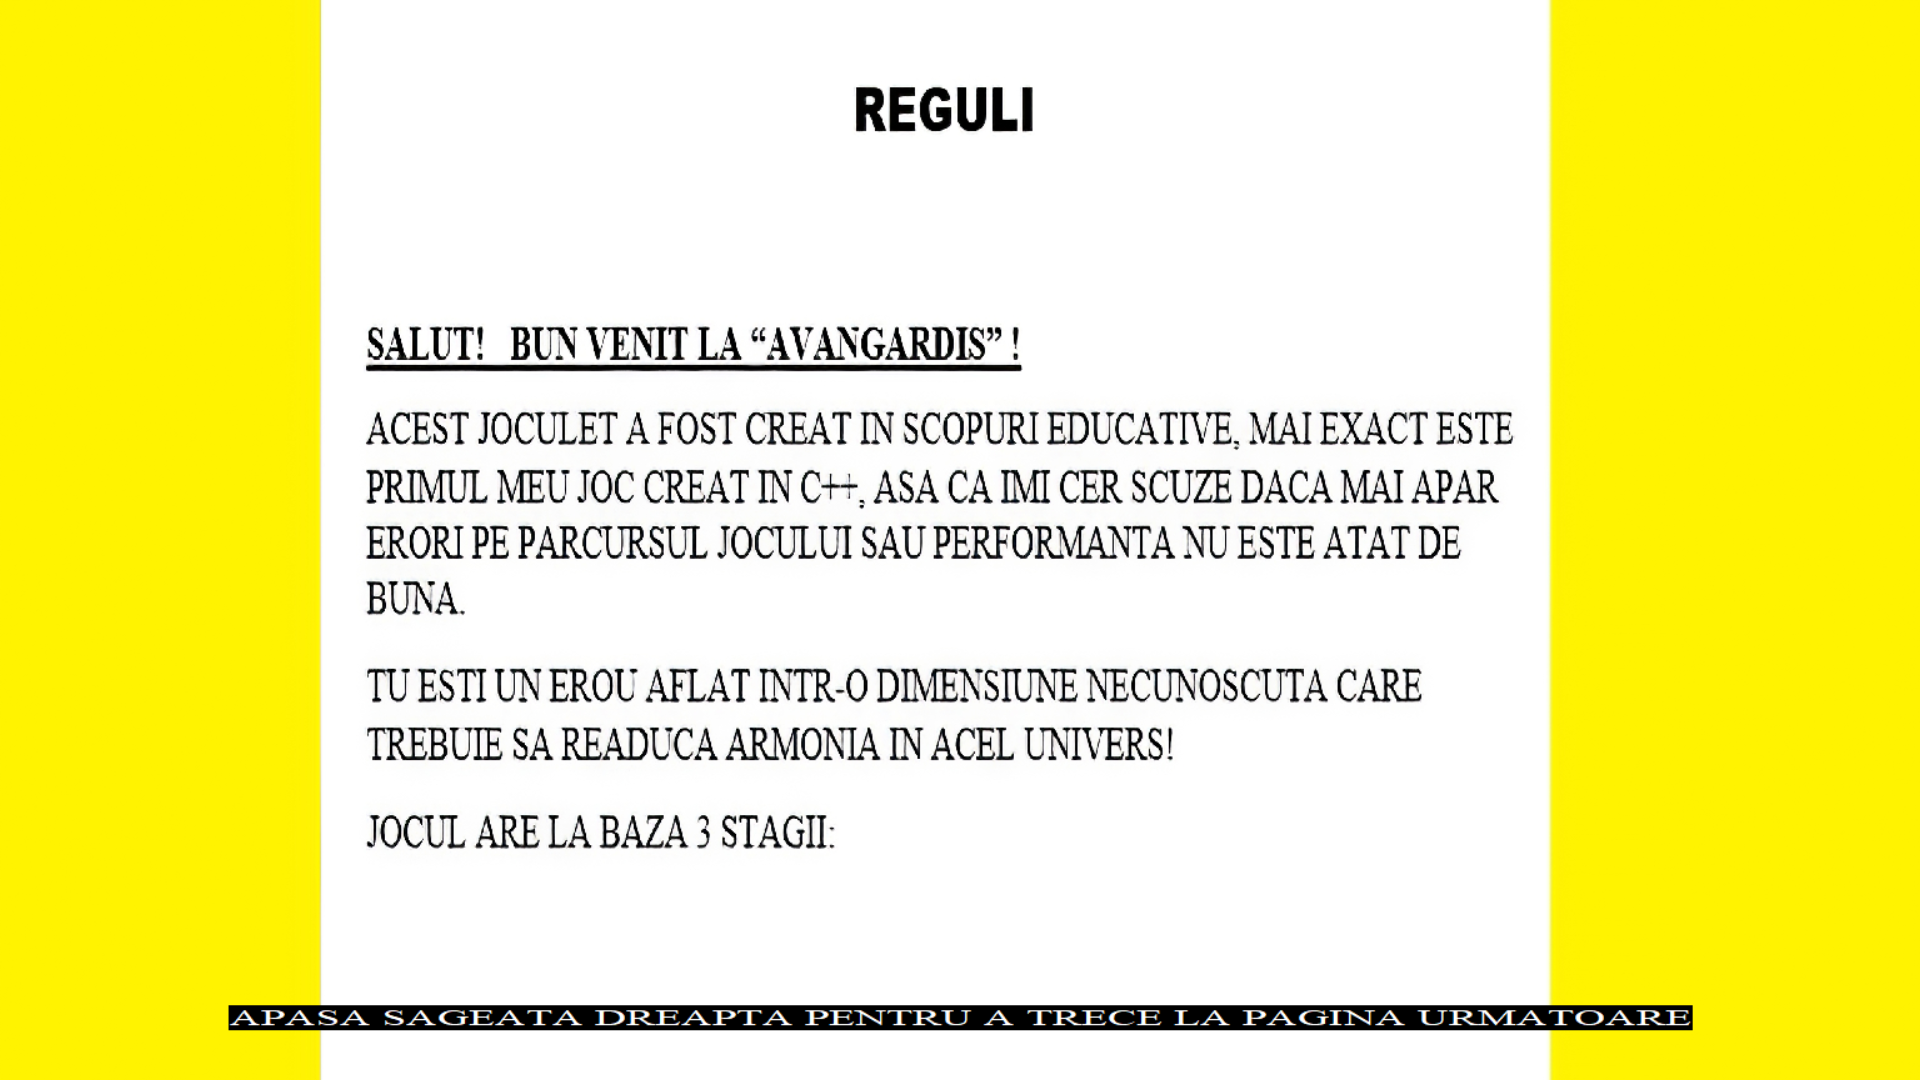 REGULI
SALUT! BUN VENIT LA “AVANGARDIS” !
ACEST JOCULET A FOST CREAT IN SCOPURI EDUCATIVE, MAI EXACT ESTE
PRIMUL MEU JOC CREAT IN C++, ASA CA IMI CER SCUZE DACA MAI APAR
ERORI PE PARCURSUL JOCULUI SAU PERFORMANTA NU ESTE ATAT DE
BUNA.
TU ESTI UN EROU AFLAT INTR-O DIMENSIUNE NECUNOSCUTA CARE
TREBUIE SA READUCA ARMONIA IN ACEL UNIVERS!
JOCUL ARE LA BAZA 3 STAGII:
APASA SAGEATA DREAPTA PENTRU A TRECE LA PAGINA URMATOARE